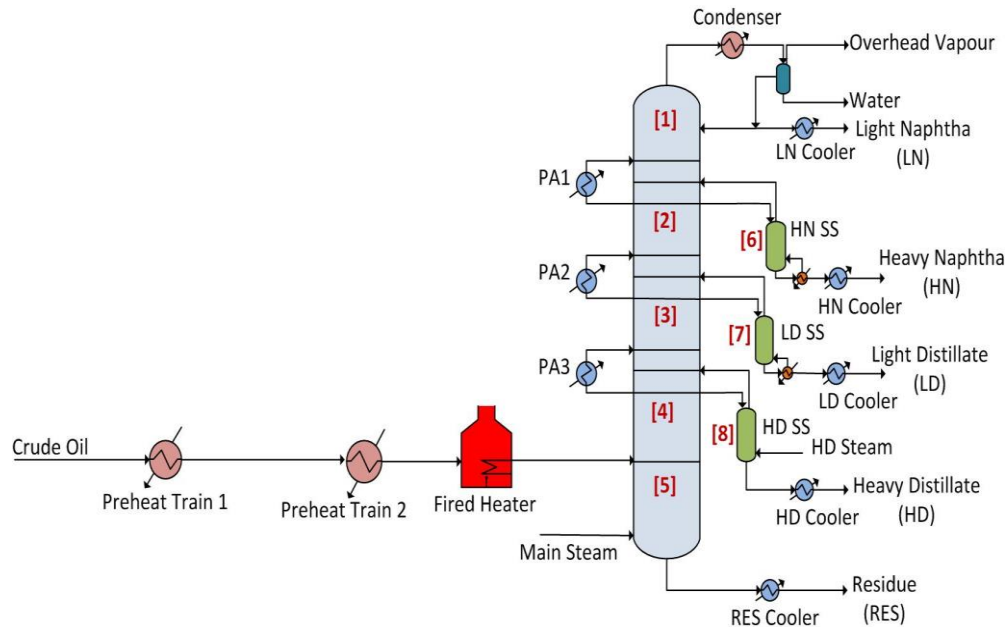 Condenser
Overhead Vapour
Water
[1]
Light Naphtha
(LN)
LN Cooler
PA1
[2]
[6]
HN SS
Heavy Naphtha
(HN)
HN Cooler
PA2
[3]
[7]
LD SS
Light Distillate
(LD)
LD Cooler
PA3
[4]
[8]
HD SS
HD Steam
Crude Oil
Preheat Train 1
Preheat Train 2
Fired Heater
[5]
Heavy Distillate
(HD)
HD Cooler
Main Steam
Residue
(RES)
RES Cooler